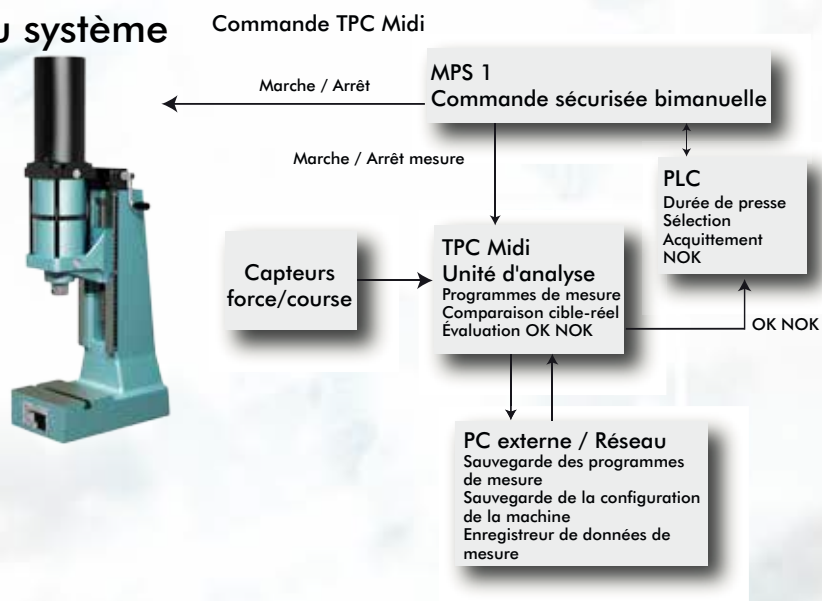 u système
Commande TPC Midi
Marche / Arrêt
MPS 1
Commande sécurisée bimanuelle
Marche / Arrêt mesure
PLC
Durée de presse
Sélection
Acquittement
NOK
Capteurs
force/course
TPC Midi
Unité d'analyse
Programmes de mesure
Comparaison cible-réel
Évaluation OK NOK
OK NOK
PC externe / Réseau
Sauvegarde des programmes
de mesure
Sauvegarde de la configuration
de la machine
Enregistreur de données de
mesure